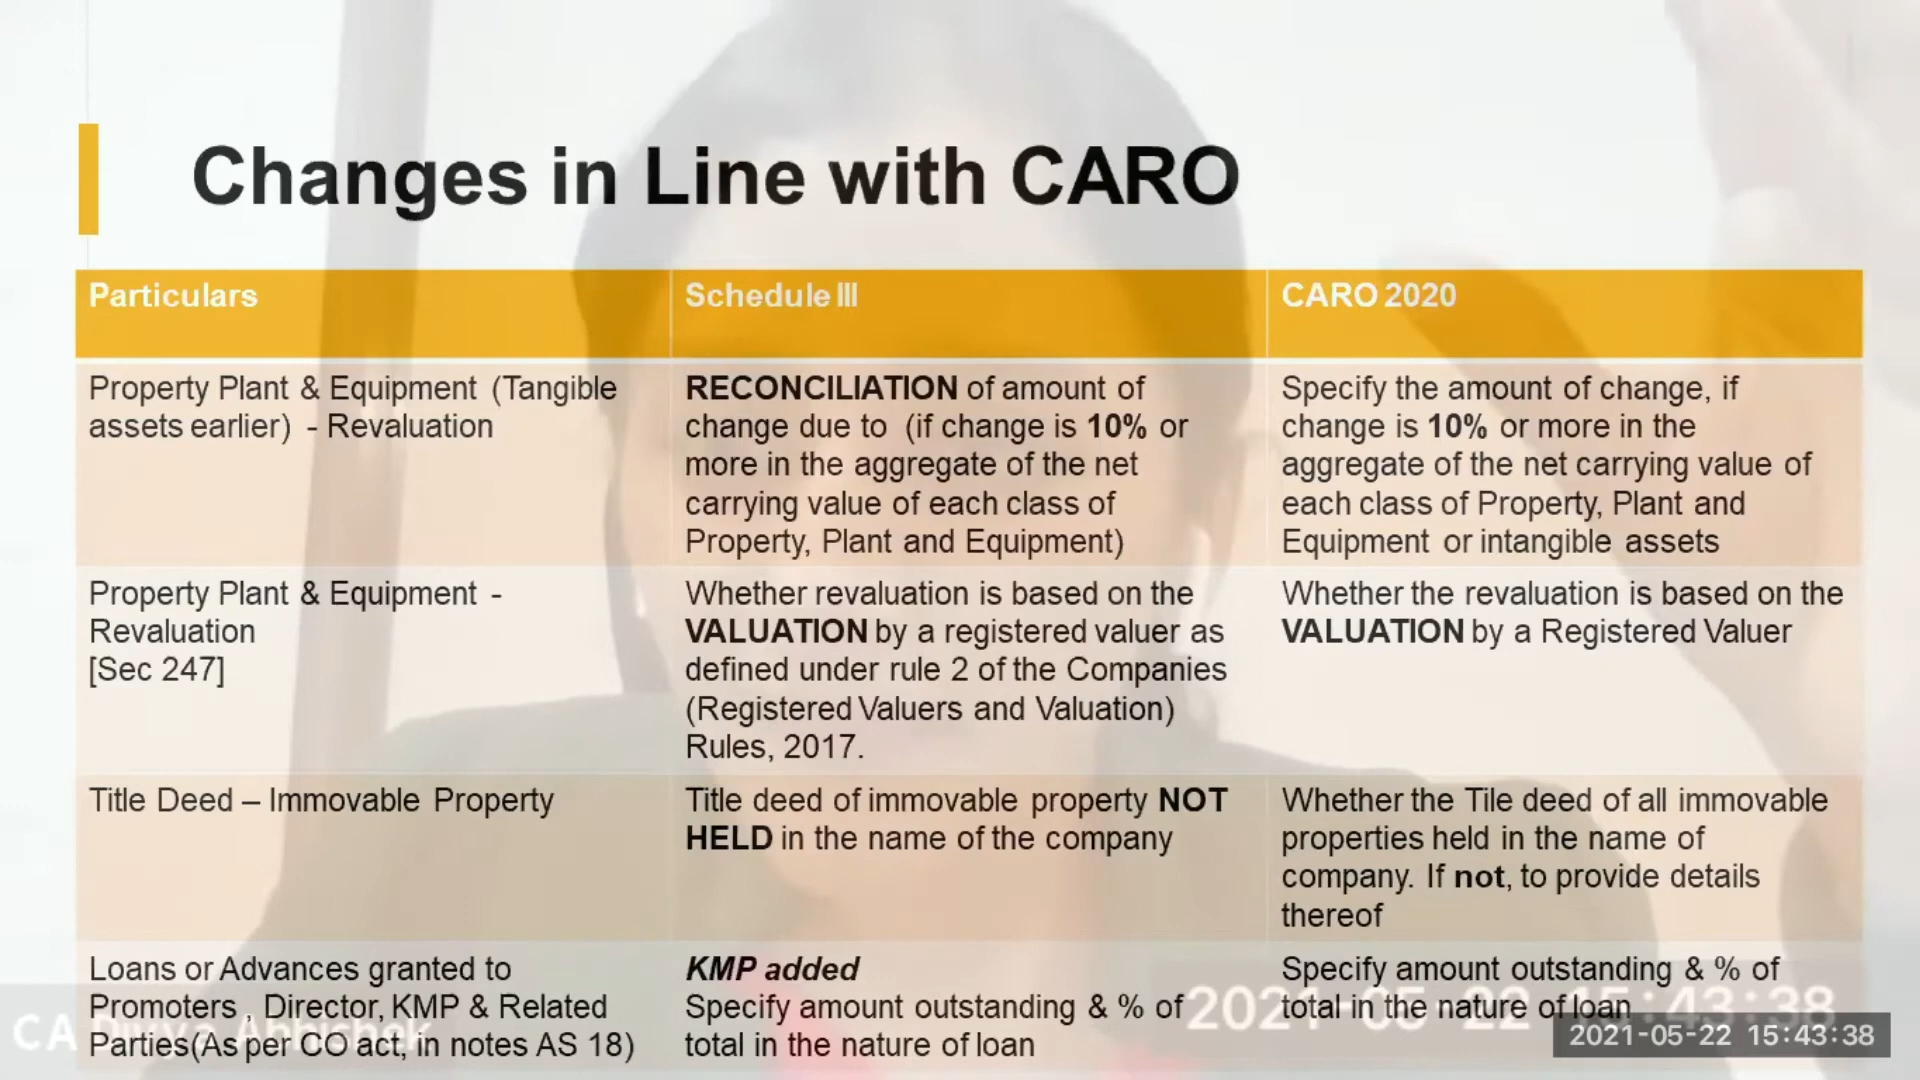 Changes in Line with CARO
Particulars
Schedule III
CARO 2020
Property Plant & Equipment (Tangible
assets earlier) - Revaluation
RECONCILIATION of amount of
change due to (if change is 10% or
more in the aggregate of the net
carrying value of each class of
Property, Plant and Equipment)
Specify the amount of change, if
change is 10% or more in the
aggregate of the net carrying value of
each class of Property, Plant and
Equipment or intangible assets
Property Plant & Equipment -
Revaluation
[Sec 247]
Whether revaluation is based on the
VALUATION by a registered valuer as
defined under rule 2 of the Companies
(Registered Valuers and Valuation)
Rules, 2017.
Whether the revaluation is based on the
VALUATION by a Registered Valuer
Title Deed – Immovable Property
Title deed of immovable property NOT
HELD in the name of the company
Whether the Tile deed of all immovable
properties held in the name of
company. If not, to provide details
thereof
Loans or Advances granted to
Promoters , Director, KMP & Related
Parties(As per CO act, in notes AS 18)
KMP added
Specify amount outstanding & % of
total in the nature of loan
Specify amount outstanding & % of
total in the nature of loan
CA Divya Abhishek
2021-05-22 15:43:38
2021-05-22 15:43:38